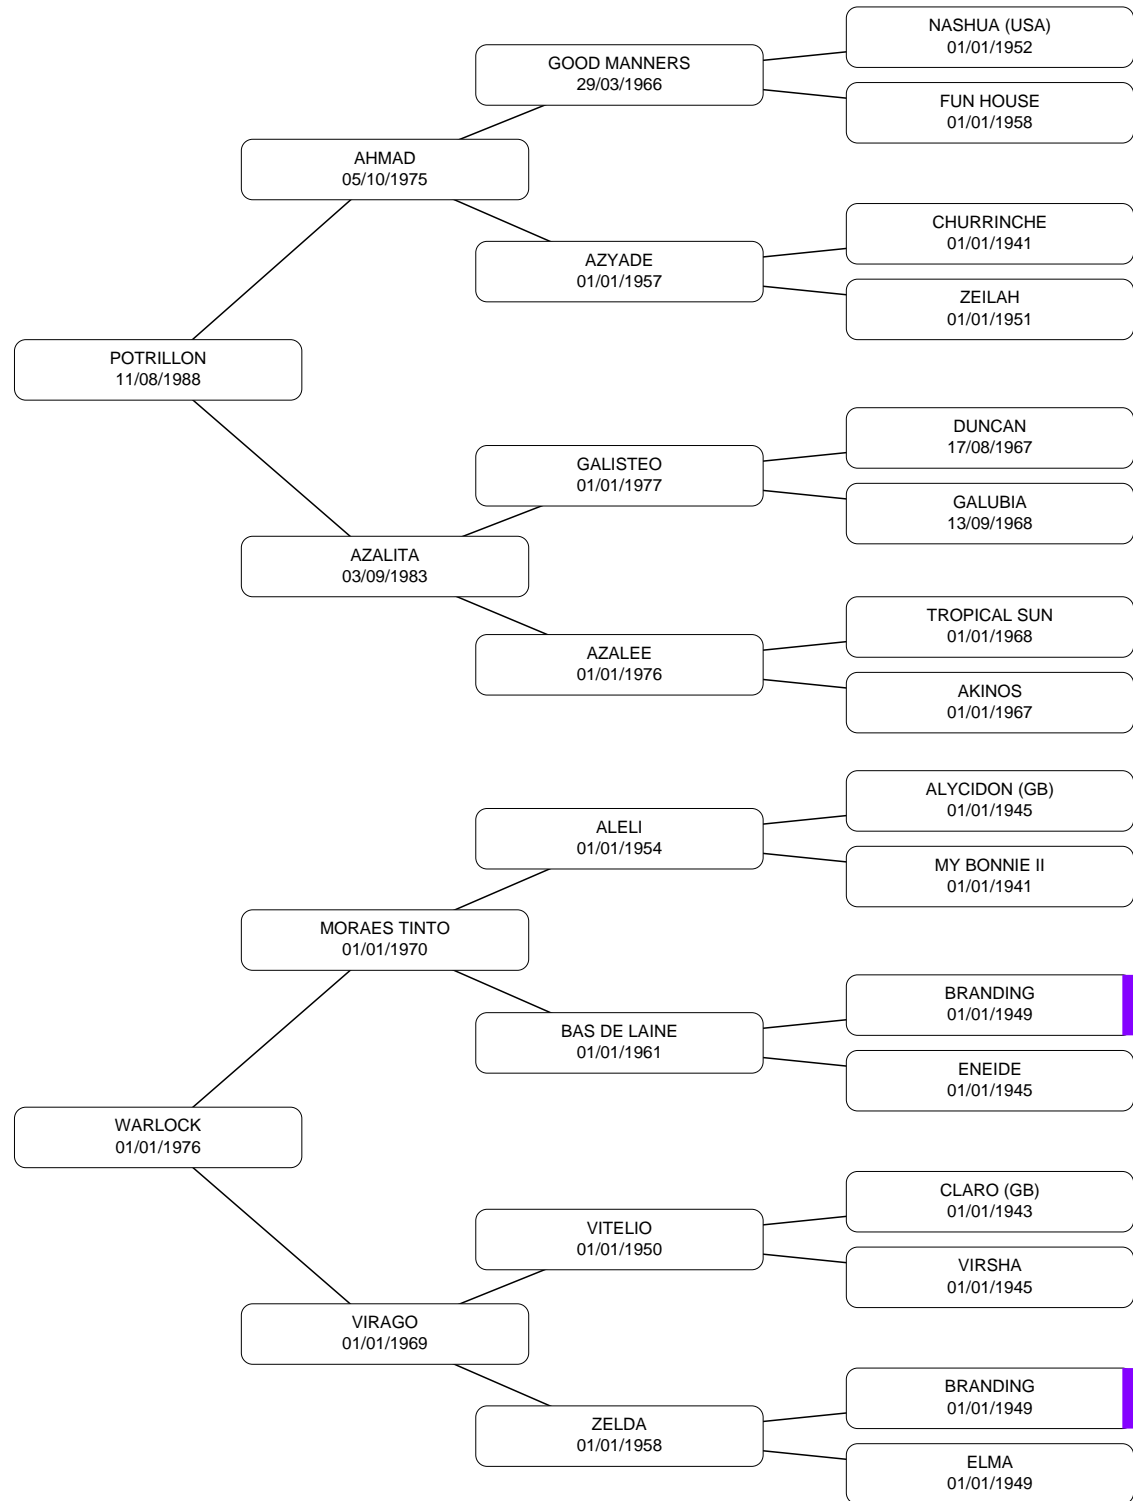 NASHUA (USA)
01/01/1952
GOOD MANNERS
29/03/1966
FUN HOUSE
01/01/1958
AHMAD
05/10/1975
CHURRINCHE
01/01/1941
AZYADE
01/01/1957
ZEILAH
01/01/1951
POTRILLON
11/08/1988
DUNCAN
17/08/1967
GALISTEO
01/01/1977
GALUBIA
13/09/1968
AZALITA
03/09/1983
TROPICAL SUN
01/01/1968
AZALEE
01/01/1976
AKINOS
01/01/1967
ALYCIDON (GB)
01/01/1945
ALELI
01/01/1954
MY BONNIE II
01/01/1941
MORAES TINTO
01/01/1970
BRANDING
01/01/1949
BAS DE LAINE
01/01/1961
ENEIDE
01/01/1945
WARLOCK
01/01/1976
CLARO (GB)
01/01/1943
VITELIO
01/01/1950
VIRSHA
01/01/1945
VIRAGO
01/01/1969
BRANDING
01/01/1949
ZELDA
01/01/1958
ELMA
01/01/1949